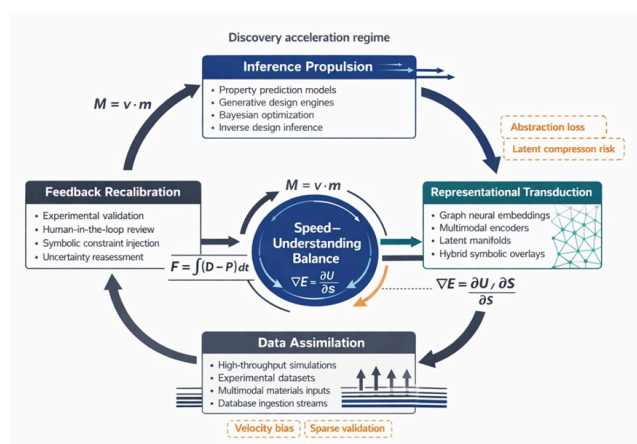 Discovery acceleration regime
Inference Propulsion
• Property prediction models
• Generative design engines
• Bayesian optimization
• Inverse design inference
M = v · m
Abstraction loss
Latent compresson risk
Feedback Recalibration
• Experimental validation
• Human-in-the-loop review
• Symbolic constraint injection
• Uncertainty reasessment
M = v · m
Speed—
Understanding
Balance
∇E = ∂U/∂s
F = ∫(D – P) dt
Representational Transduction
• Graph neural embeddings
• Multimodal encoders
• Latent manifolds
• Hybrid symbolic overlays
∇E = ∂U / ∂S
∂S
Data Assimilation
• High-throughput simulations
• Experimental datasets
• Multimodal materials inputs
• Database ingestion streams
Velocity bias
Sparse validation